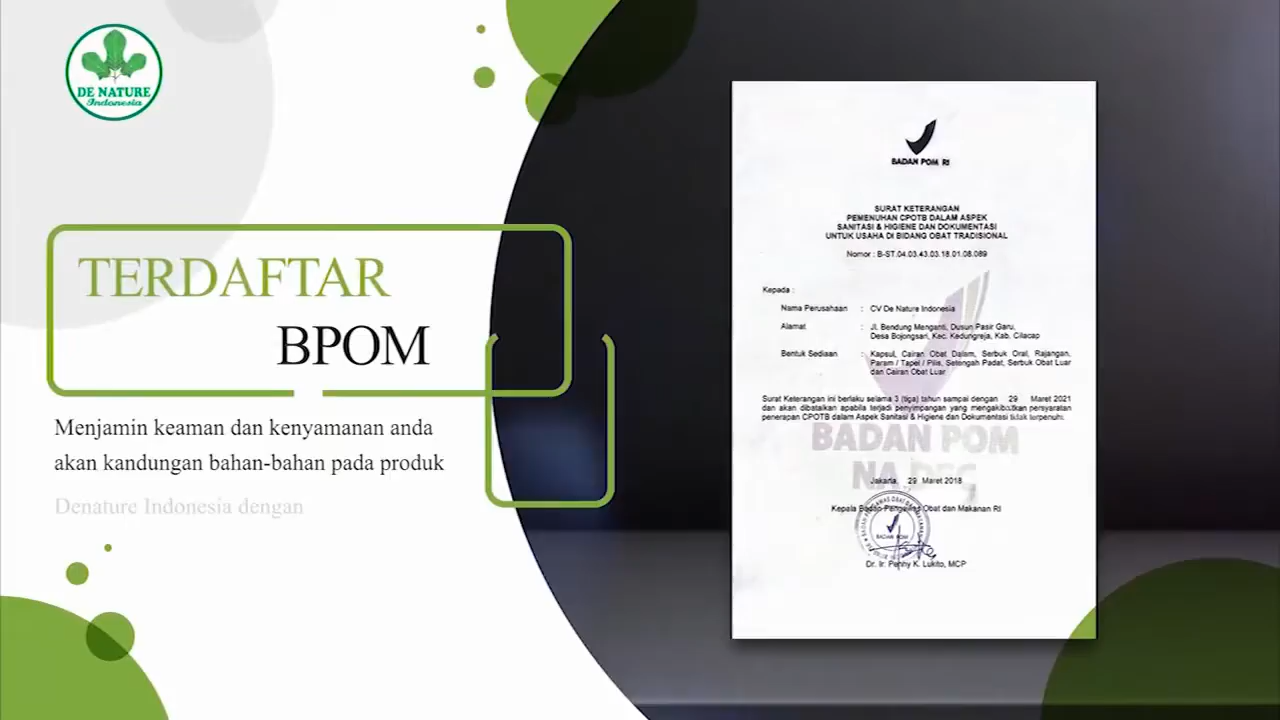 DE NATURE
Indonesia
TERDAFTAR
BPOM
Menjamin keaman dan kenyamanan anda
akan kandungan bahan-bahan pada produk
Denature Indonesia dengan
BADAN POM RI
SURAT KETERANGAN
PEMENUHAN CPOTB DALAM ASPEK
SANITASI & HIGIENE DAN DOKUMENTASI
UNTUK USAHA DI BIDANG OBAT TRADISIONAL
Nomor : B-ST.04.03.43.03.18.01.08.089
Kepada :
Nama Perusahaan : CV De Nature Indonesia
Alamat : Jl. Bendung Menganti, Dusun Pasir Garu,
Desa Bojongsari, Kec. Kedungreja, Kab. Cilacap
Bentuk Sediaan : Kapsul, Cairan Obat Dalam, Serbuk Oral, Rajangan,
Param / Tapel / Pilis, Setengah Padat, Serbuk Obat Luar
dan Cairan Obat Luar
Surat Keterangan ini berlaku selama 3 (tiga) tahun sampai dengan 29 Maret 2021
dan akan dibatalkan apabila terjadi penyimpangan yang mengakibatkan persyaratan
penerapan CPOTB dalam Aspek Sanitasi & Higiene dan Dokumentasi tidak terpenuhi.
BADAN POM
Jakarta, 29 Maret 2018
Kepala Badan Pengawas Obat dan Makanan RI
BADAN POM
Dr. Ir. Penny K. Lukito, MCP